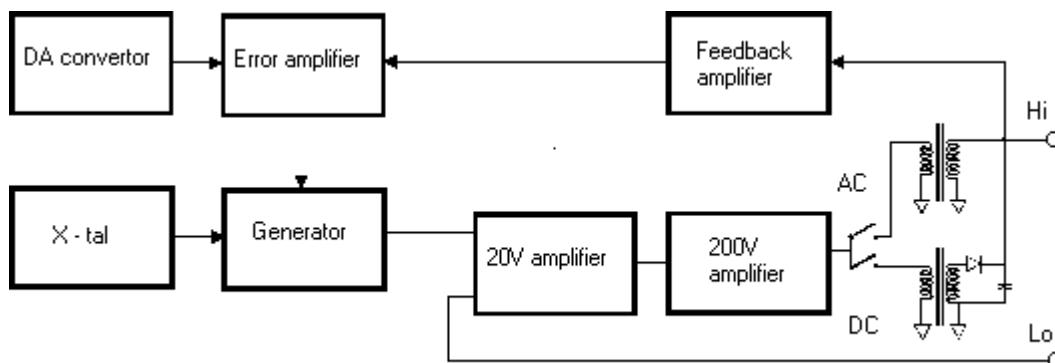 DA convertor
Error amplifier
Feedback
amplifier
Hi
AC
X - tal
Generator
20V amplifier
200V
amplifier
DC
Lo